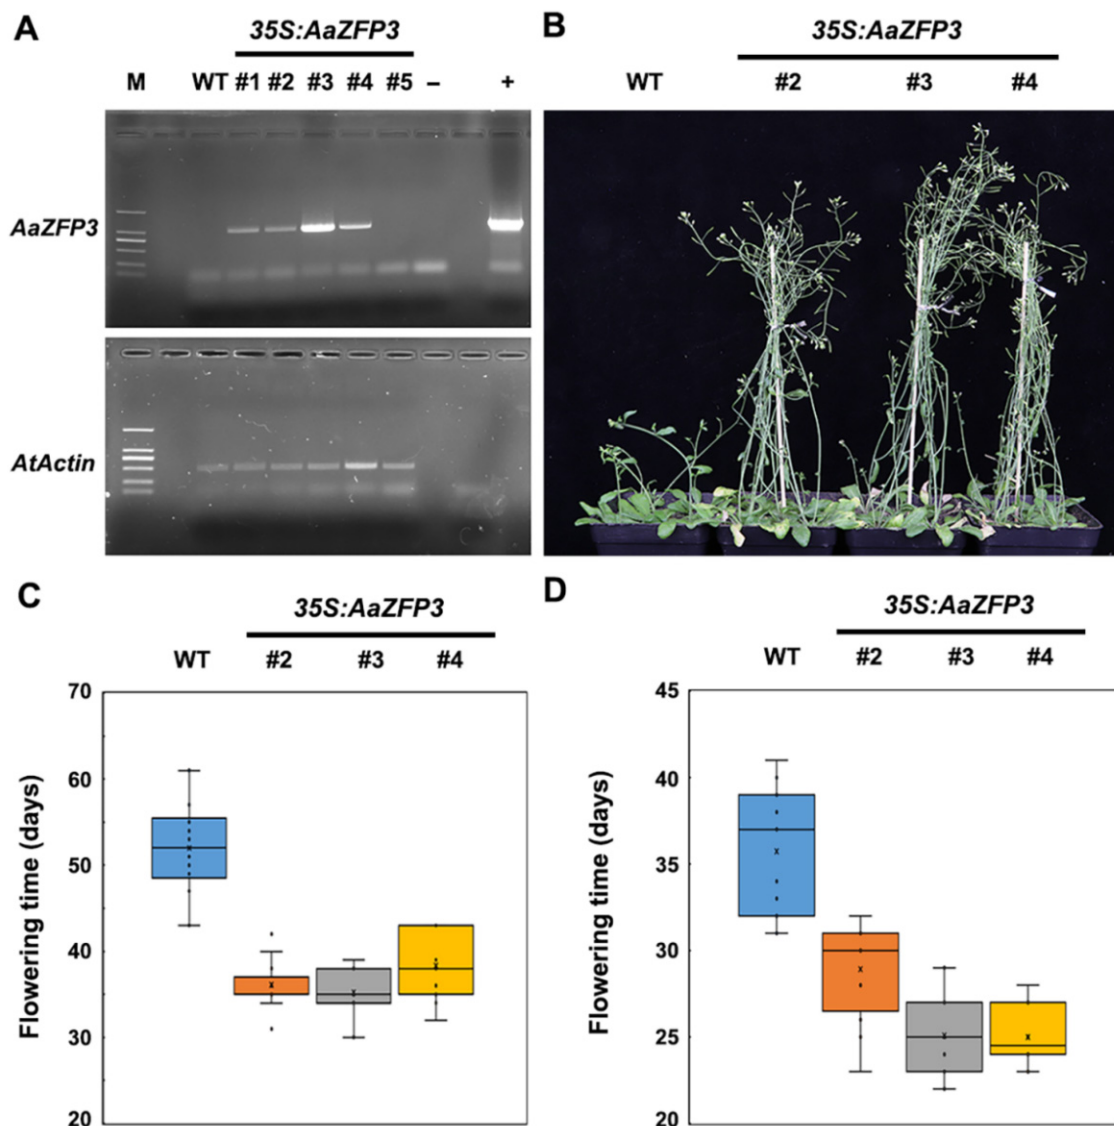 A
35S:AaZFP3
M WT #1 #2 #3 #4 #5 – +
AaZFP3
AtActin
B
35S:AaZFP3
WT #2 #3 #4
C
35S:AaZFP3
WT #2 #3 #4
70
60
50
40
30
20
Flowering time (days)
D
35S:AaZFP3
WT #2 #3 #4
45
40
35
30
25
20
Flowering time (days)